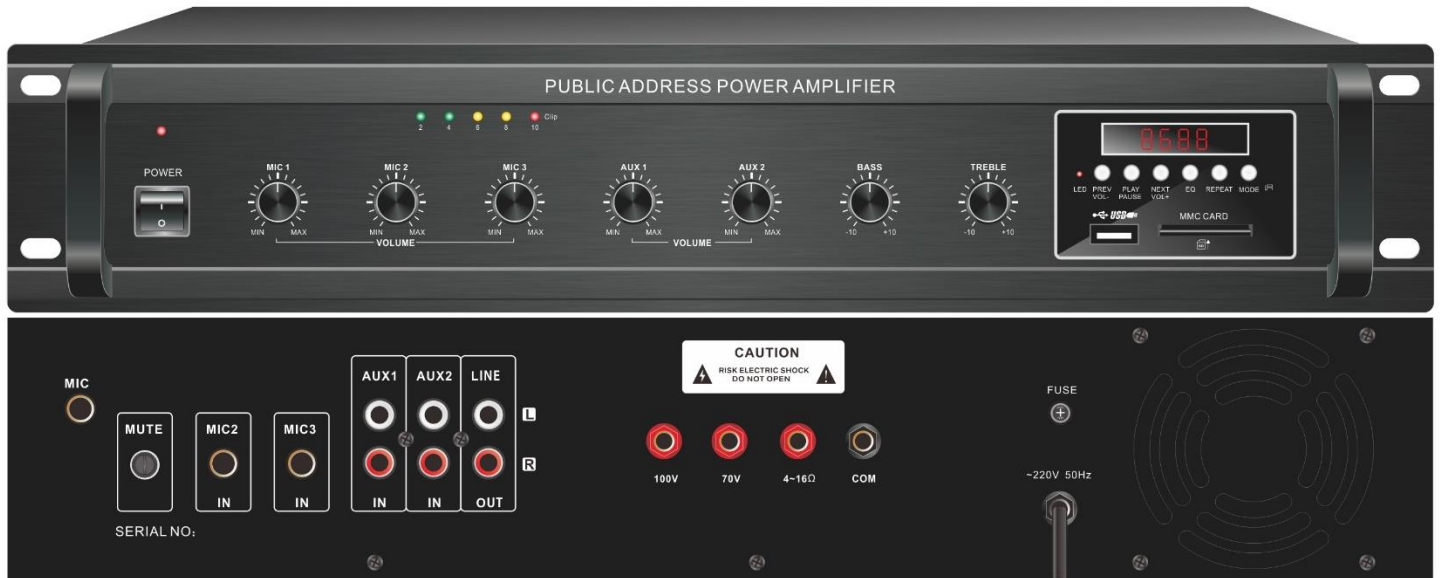 PUBLIC ADDRESS POWER AMPLIFIER
2 4 6 8 10 Clip
0688
POWER
I
O
MIC 1 MIC 2 MIC 3 AUX 1 AUX 2 BASS TREBLE
LED PREV VOL- PLAY PAUSE NEXT VOL+ EQ REPEAT MODE IR
USB
MMC CARD
MIN MAX MIN MAX MIN MAX MIN MAX MIN MAX -10 +10 -10 +10
VOLUME VOLUME
CAUTION
RISK ELECTRIC SHOCK
DO NOT OPEN
MIC
MUTE
MIC2
IN
MIC3
IN
AUX1 AUX2 LINE
L
R
IN IN OUT
SERIAL NO:
100V 70V 4~16Ω COM
FUSE
~220V 50Hz